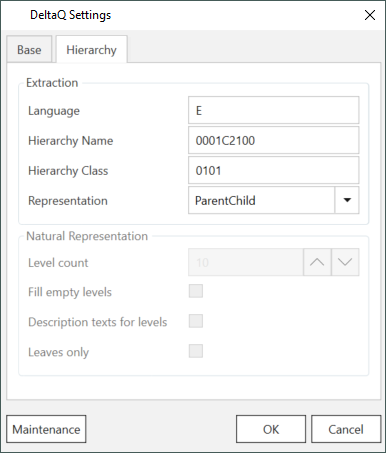 DeltaQ Settings
Base Hierarchy
Extraction
Language E
Hierarchy Name 0001C2100
Hierarchy Class 0101
Representation ParentChild
Natural Representation
Level count 10
Fill empty levels
Description texts for levels
Leaves only
Maintenance OK Cancel